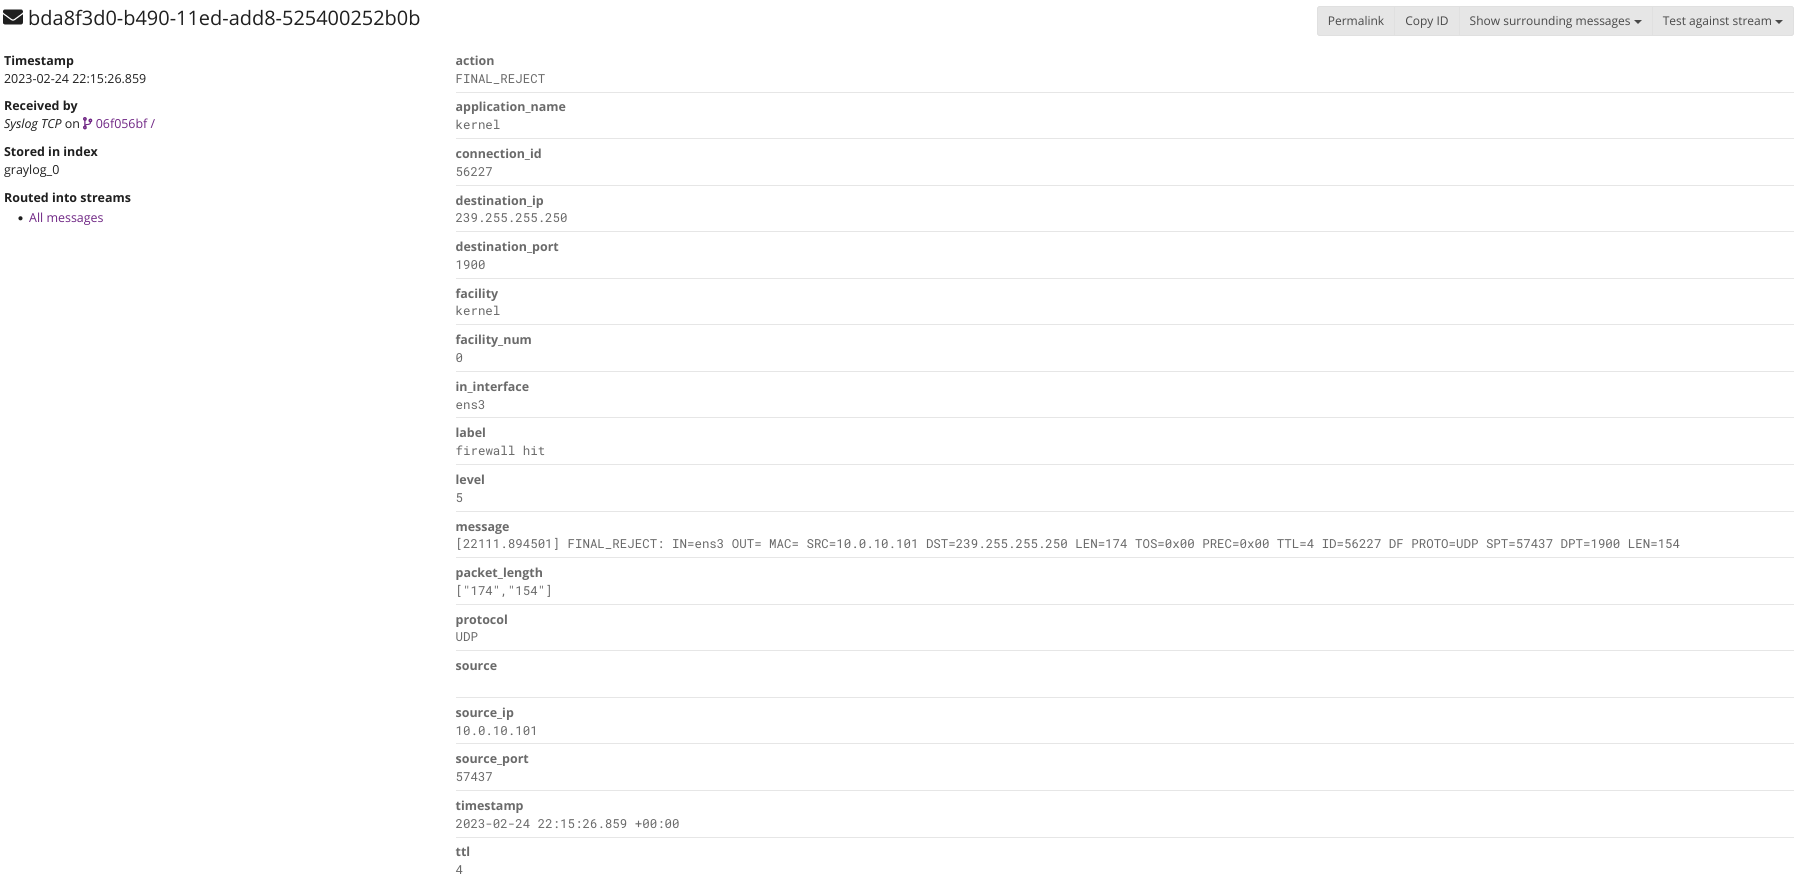 bda8f3d0-b490-11ed-add8-525400252b0b
Permalink Copy ID Show surrounding messages Test against stream
Timestamp
2023-02-24 22:15:26.859
Received by
Syslog TCP on 06f056bf /
Stored in index
graylog_0
Routed into streams
• All messages
action
FINAL_REJECT
application_name
kernel
connection_id
56227
destination_ip
239.255.255.250
destination_port
1900
facility
kernel
facility_num
0
in_interface
ens3
label
firewall hit
level
5
message
[22111.894501] FINAL_REJECT: IN=ens3 OUT= MAC= SRC=10.0.10.101 DST=239.255.255.250 LEN=174 TOS=0x00 PREC=0x00 TTL=4 ID=56227 DF PROTO=UDP SPT=57437 DPT=1900 LEN=154
packet_length
["174","154"]
protocol
UDP
source
source_ip
10.0.10.101
source_port
57437
timestamp
2023-02-24 22:15:26.859 +00:00
ttl
4